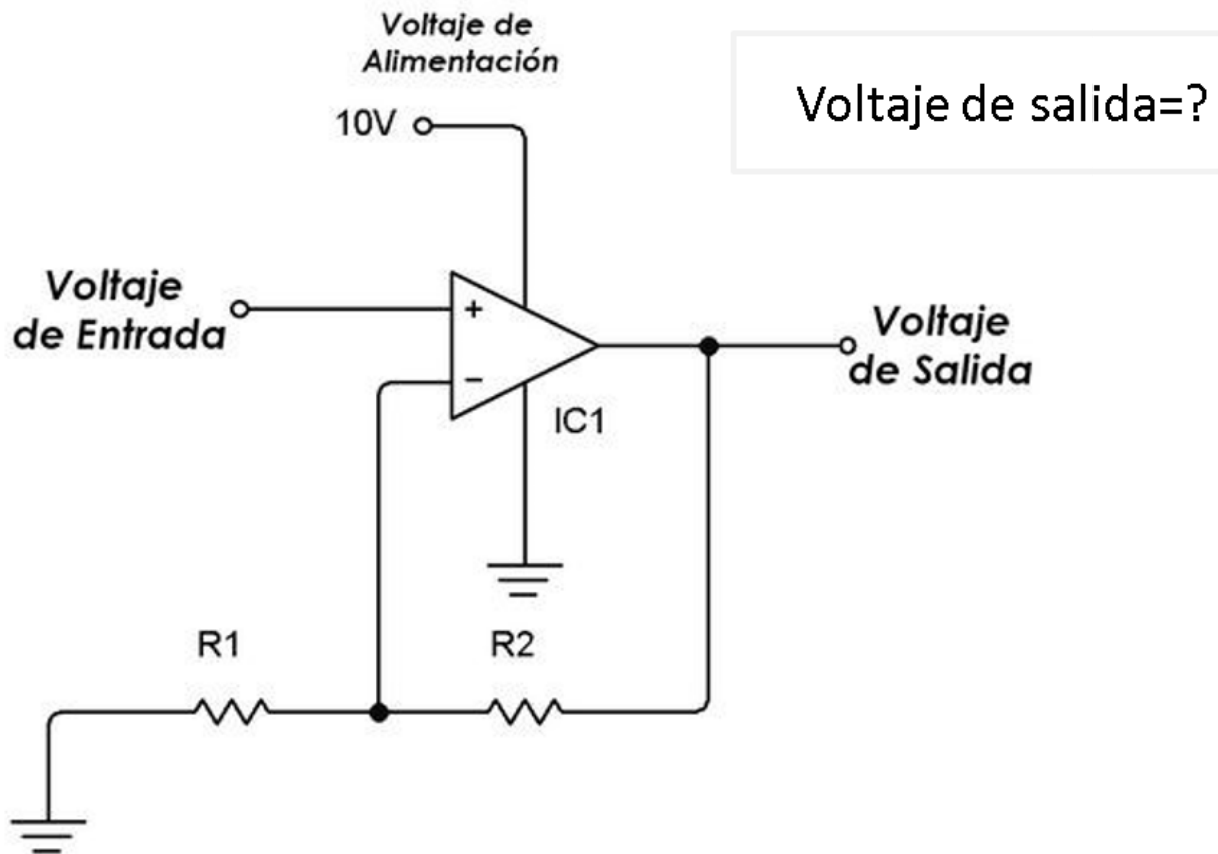 Voltaje de
Alimentación
10V
Voltaje de salida=?
Voltaje
de Entrada
+
−
IC1
Voltaje
de Salida
R1
R2